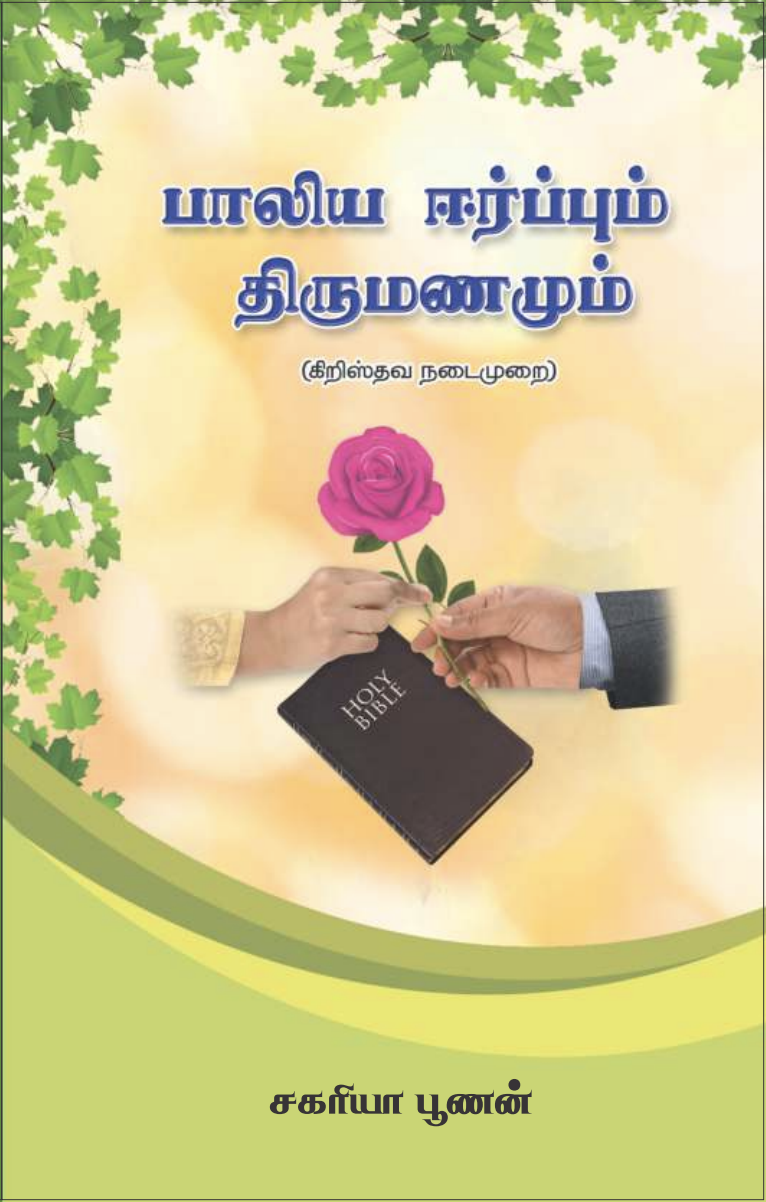 பாலிய ஈர்ப்பும்
திருமணமும்
(கிறிஸ்தவ நடைமுறை)
HOLY
BIBLE
சகரியா பூணன்